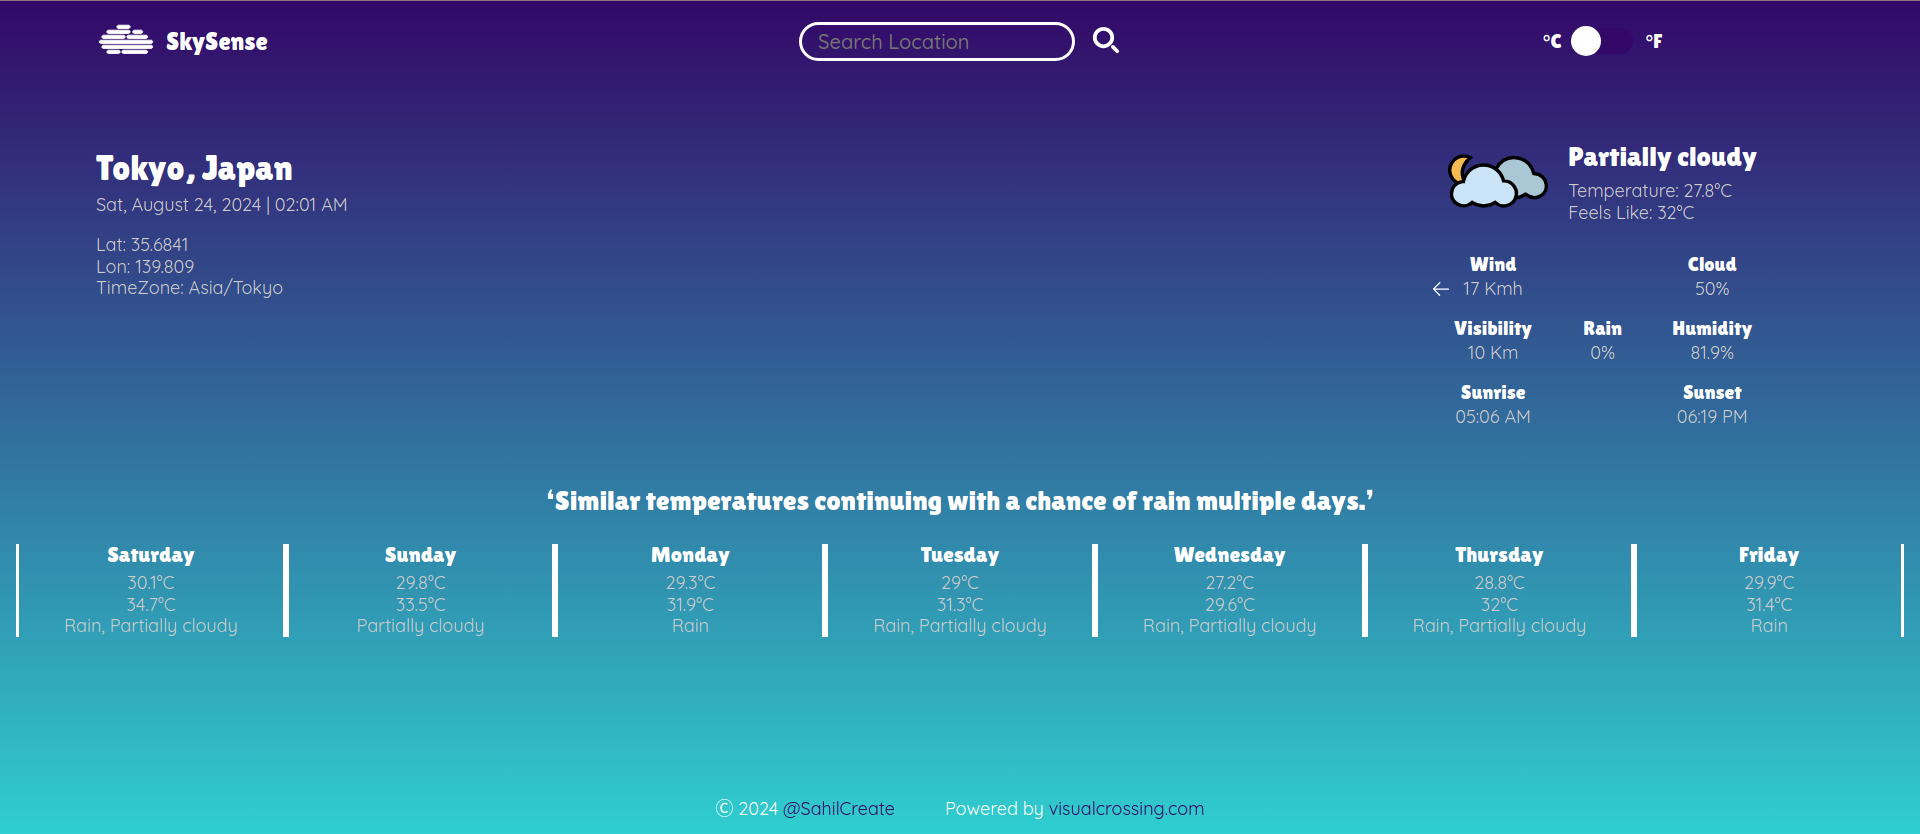 SkySense
Search Location
°C
°F
Tokyo, Japan
Sat, August 24, 2024 | 02:01 AM
Lat: 35.6841
Lon: 139.809
TimeZone: Asia/Tokyo
Partially cloudy
Temperature: 27.8°C
Feels Like: 32°C
Wind
17 Kmh
Cloud
50%
Visibility
10 Km
Rain
0%
Humidity
81.9%
Sunrise
05:06 AM
Sunset
06:19 PM
‘Similar temperatures continuing with a chance of rain multiple days.’
Saturday
30.1°C
34.7°C
Rain, Partially cloudy
Sunday
29.8°C
33.5°C
Partially cloudy
Monday
29.3°C
31.9°C
Rain
Tuesday
29°C
31.3°C
Rain, Partially cloudy
Wednesday
27.2°C
29.6°C
Rain, Partially cloudy
Thursday
28.8°C
32°C
Rain, Partially cloudy
Friday
29.9°C
31.4°C
Rain
© 2024 @SahilCreate
Powered by visualcrossing.com